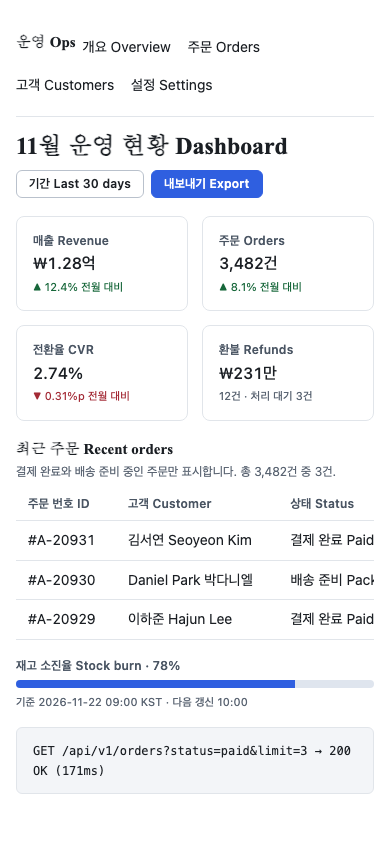 운영 Ops 개요 Overview 주문 Orders
고객 Customers 설정 Settings
11월 운영 현황 Dashboard
기간 Last 30 days 내보내기 Export
매출 Revenue
₩1.28억
▲ 12.4% 전월 대비
주문 Orders
3,482건
▲ 8.1% 전월 대비
전환율 CVR
2.74%
▼ 0.31%p 전월 대비
환불 Refunds
₩231만
12건 · 처리 대기 3건
최근 주문 Recent orders
결제 완료와 배송 준비 중인 주문만 표시합니다. 총 3,482건 중 3건.
주문 번호 ID 고객 Customer 상태 Status
#A-20931 김서연 Seoyeon Kim 결제 완료 Paid
#A-20930 Daniel Park 박다니엘 배송 준비 Pack
#A-20929 이하준 Hajun Lee 결제 완료 Paid
재고 소진율 Stock burn · 78%
기준 2026-11-22 09:00 KST · 다음 갱신 10:00
GET /api/v1/orders?status=paid&limit=3 → 200
OK (171ms)